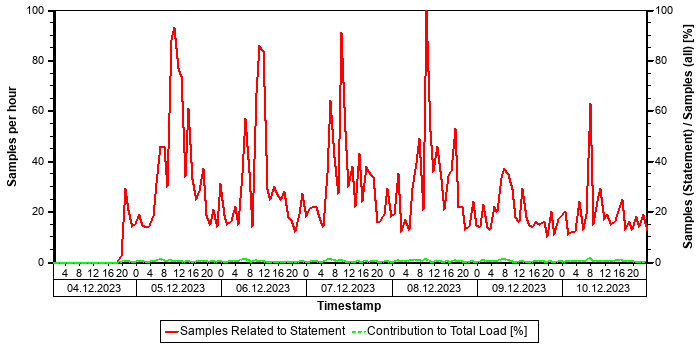 100 100
80 80
60 60
40 40
20 20
0 0
Samples per hour
Samples (Statement) / Samples (all) [%]
4 8 12 16 20 0 4 8 12 16 20 0 4 8 12 16 20 0 4 8 12 16 20 0 4 8 12 16 20 0 4 8 12 16 20 0 4 8 12 16 20
04.12.2023 05.12.2023 06.12.2023 07.12.2023 08.12.2023 09.12.2023 10.12.2023
Timestamp
Samples Related to Statement Contribution to Total Load [%]